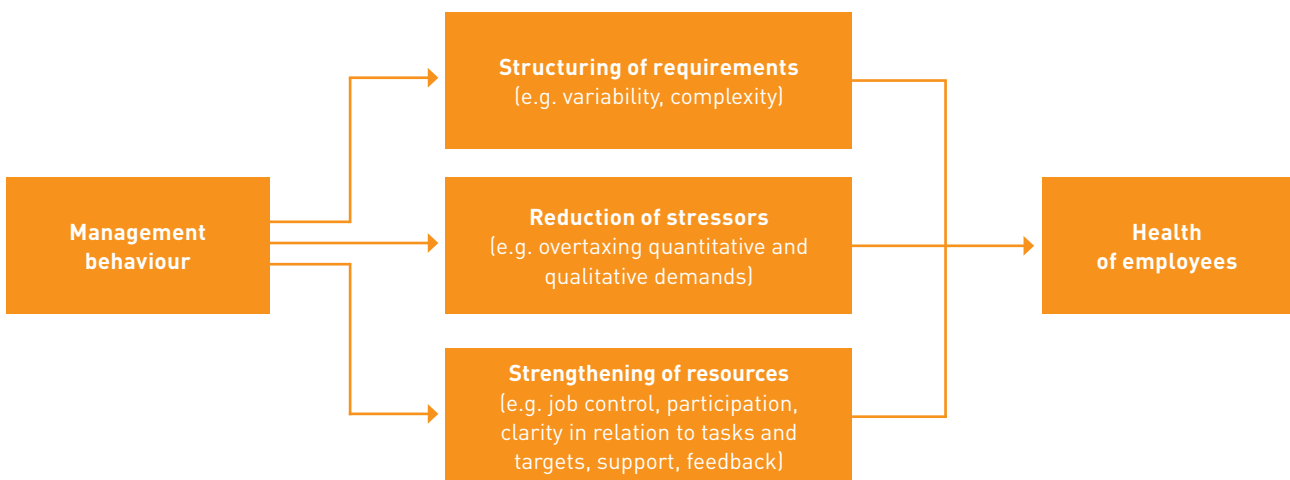 Management
behaviour
Structuring of requirements
(e.g. variability, complexity)
Reduction of stressors
(e.g. overtaxing quantitative and
qualitative demands)
Strengthening of resources
(e.g. job control, participation,
clarity in relation to tasks and
targets, support, feedback)
Health
of employees